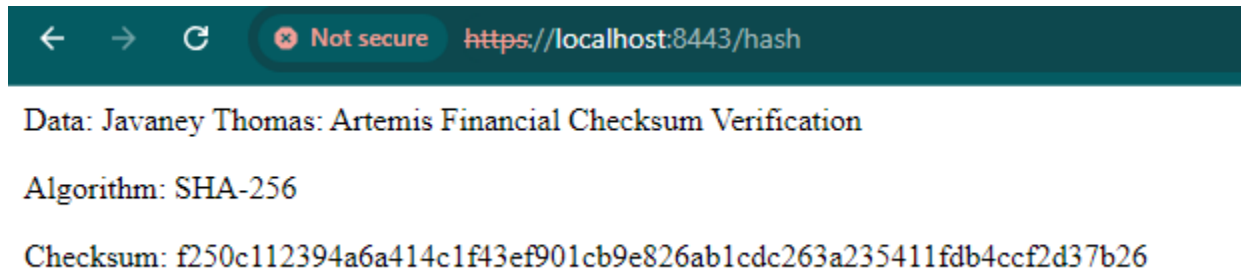 Not secure https://localhost:8443/hash
Data: Javaney Thomas: Artemis Financial Checksum Verification
Algorithm: SHA-256
Checksum: f250c112394a6a414c1f43ef901cb9e826ab1cdc263a235411fdb4ccf2d37b26